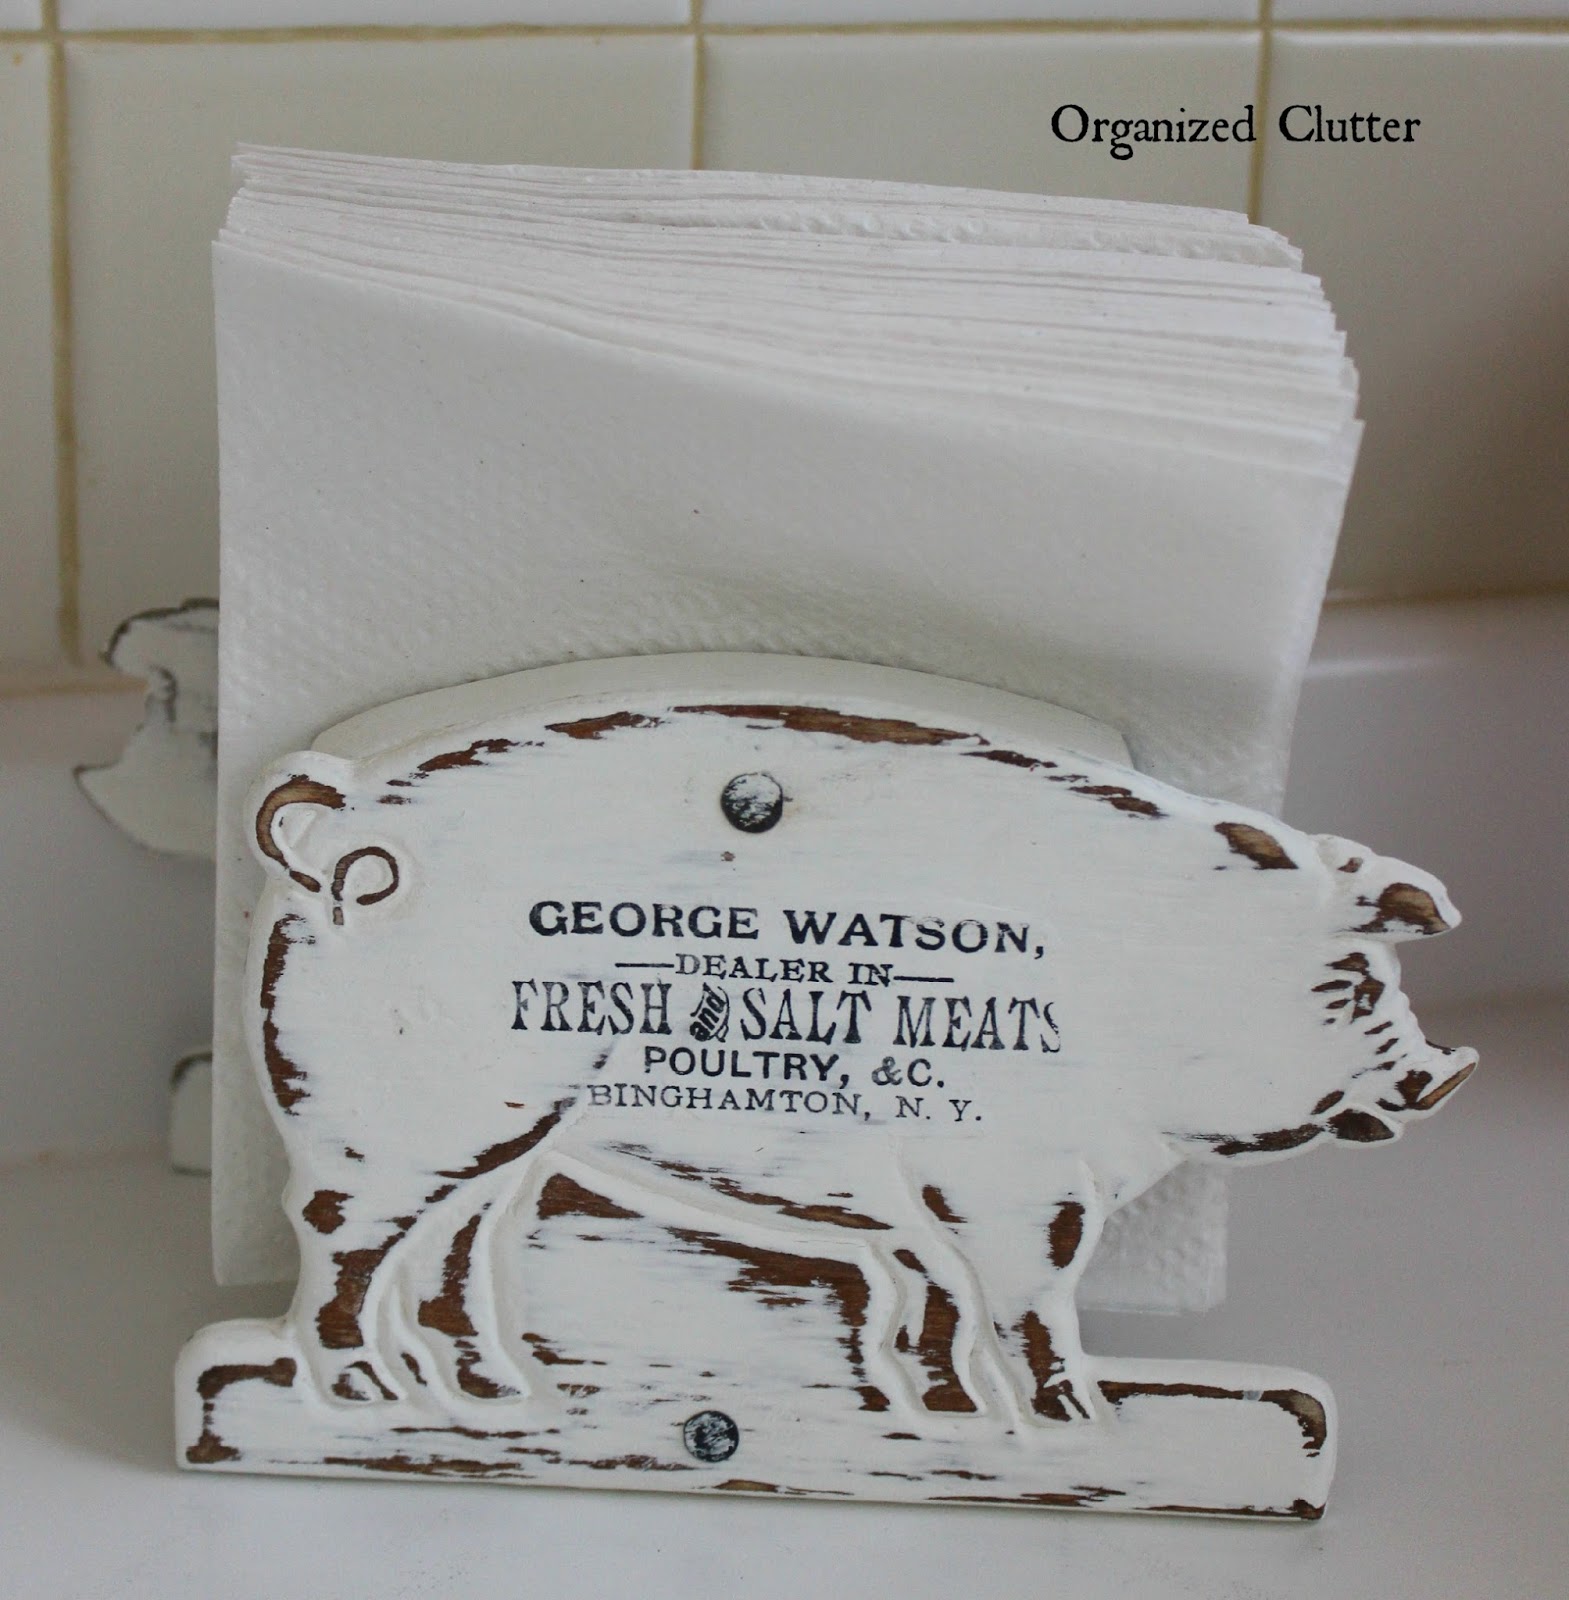 Organized Clutter
GEORGE WATSON,
DEALER IN
FRESH and SALT MEATS
POULTRY, &C.
BINGHAMTON, N. Y.